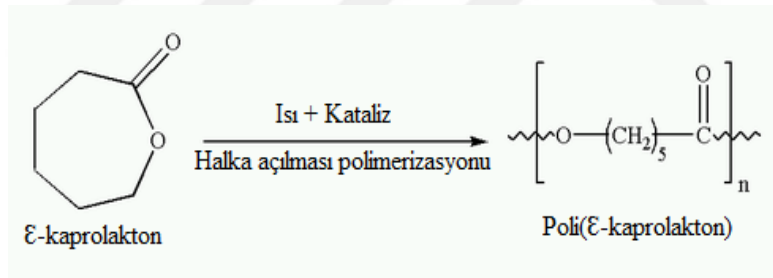 O
O
Isı + Kataliz
Halka açılması polimerizasyonu
Ɛ-kaprolakton
O
O—(CH₂)₅—C
n
Poli(Ɛ-kaprolakton)